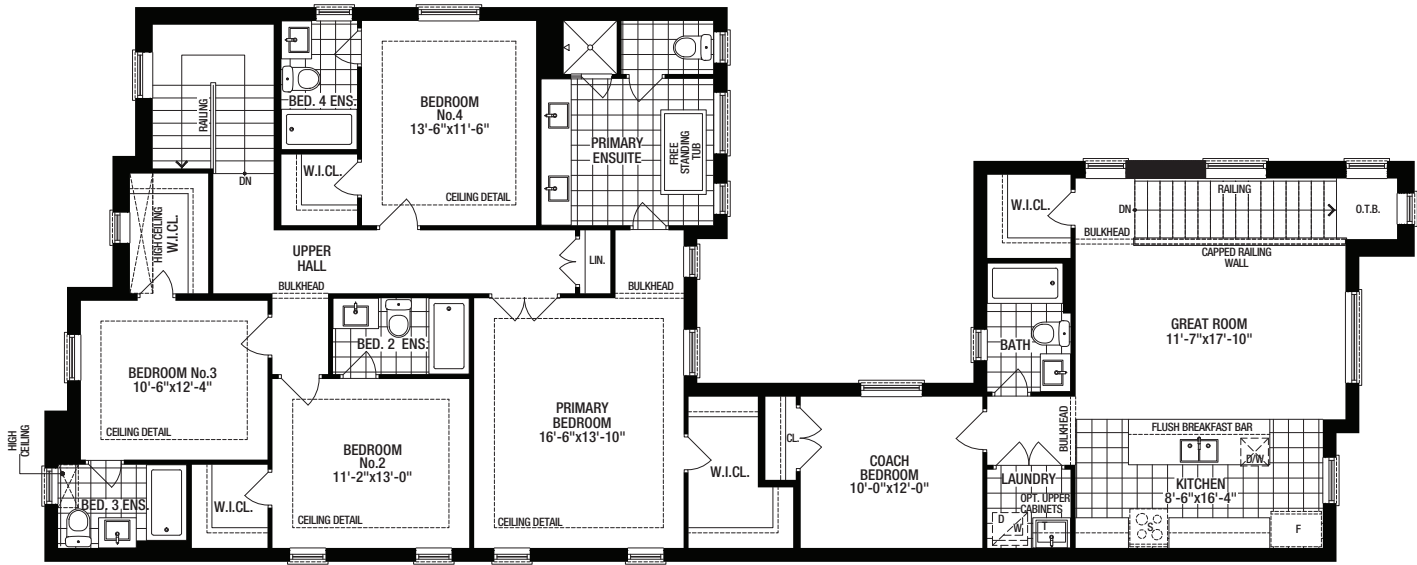 RAILING
DN
BED. 4 ENS.
W.I.CL.
BEDROOM
No.4
13'-6"x11'-6"
CEILING DETAIL
PRIMARY
ENSUITE
FREE
STANDING
TUB
HIGH CEILING
W.I.CL.
UPPER
HALL
BULKHEAD
LIN.
BULKHEAD
BED. 2 ENS.
BEDROOM No.3
10'-6"x12'-4"
CEILING DETAIL
HIGH
CEILING
BED. 3 ENS.
W.I.CL.
BEDROOM
No.2
11'-2"x13'-0"
CEILING DETAIL
PRIMARY
BEDROOM
16'-6"x13'-10"
CEILING DETAIL
W.I.CL.
CL.
COACH
BEDROOM
10'-0"x12'-0"
W.I.CL.
DN
RAILING
O.T.B.
BULKHEAD
CAPPED RAILING
WALL
GREAT ROOM
11'-7"x17'-10"
BATH
BULKHEAD
FLUSH BREAKFAST BAR
D/W
KITCHEN
8'-6"x16'-4"
LAUNDRY
OPT. UPPER
CABINETS
D
W
T
S
F